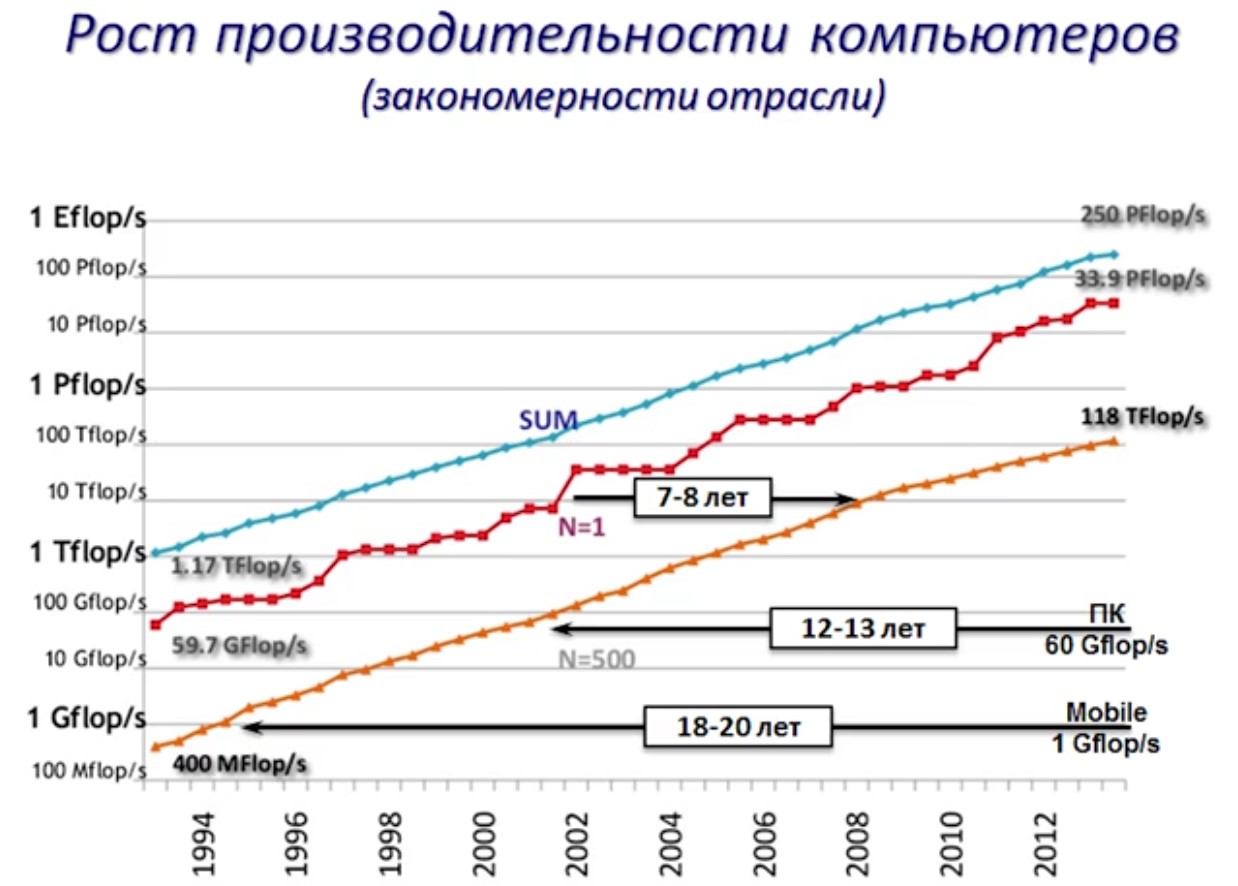 Рост производительности компьютеров
(закономерности отрасли)
1 Eflop/s
250 PFlop/s
100 Pflop/s
33.9 PFlop/s
10 Pflop/s
1 Pflop/s
118 TFlop/s
SUM
100 Tflop/s
10 Tflop/s
7-8 лет
N=1
1 Tflop/s
1.17 TFlop/s
100 Gflop/s
ПК
12-13 лет
59.7 GFlop/s
60 Gflop/s
10 Gflop/s
N=500
1 Gflop/s
Mobile
18-20 лет
1 Gflop/s
400 MFlop/s
100 Mflop/s
1994
1996
1998
2000
2002
2004
2006
2008
2010
2012